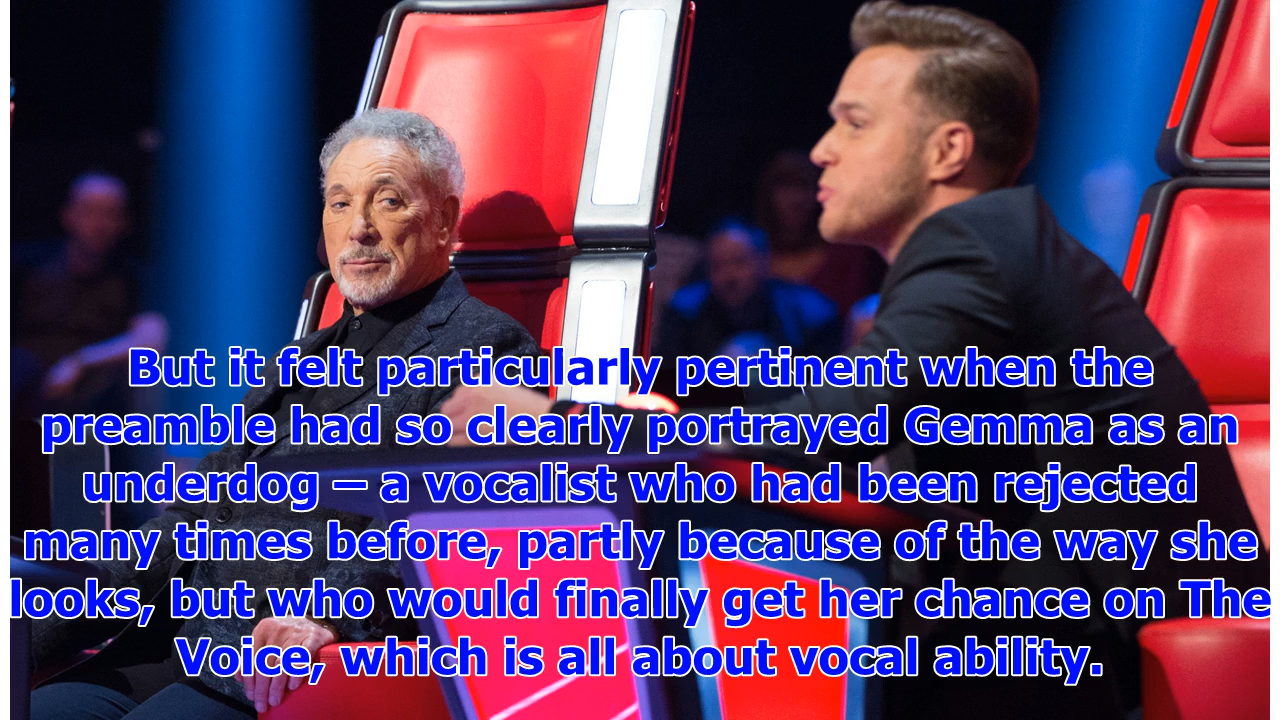 But it felt particularly pertinent when the
preamble had so clearly portrayed Gemma as an
underdog – a vocalist who had been rejected
many times before, partly because of the way she
looks, but who would finally get her chance on The
Voice, which is all about vocal ability.